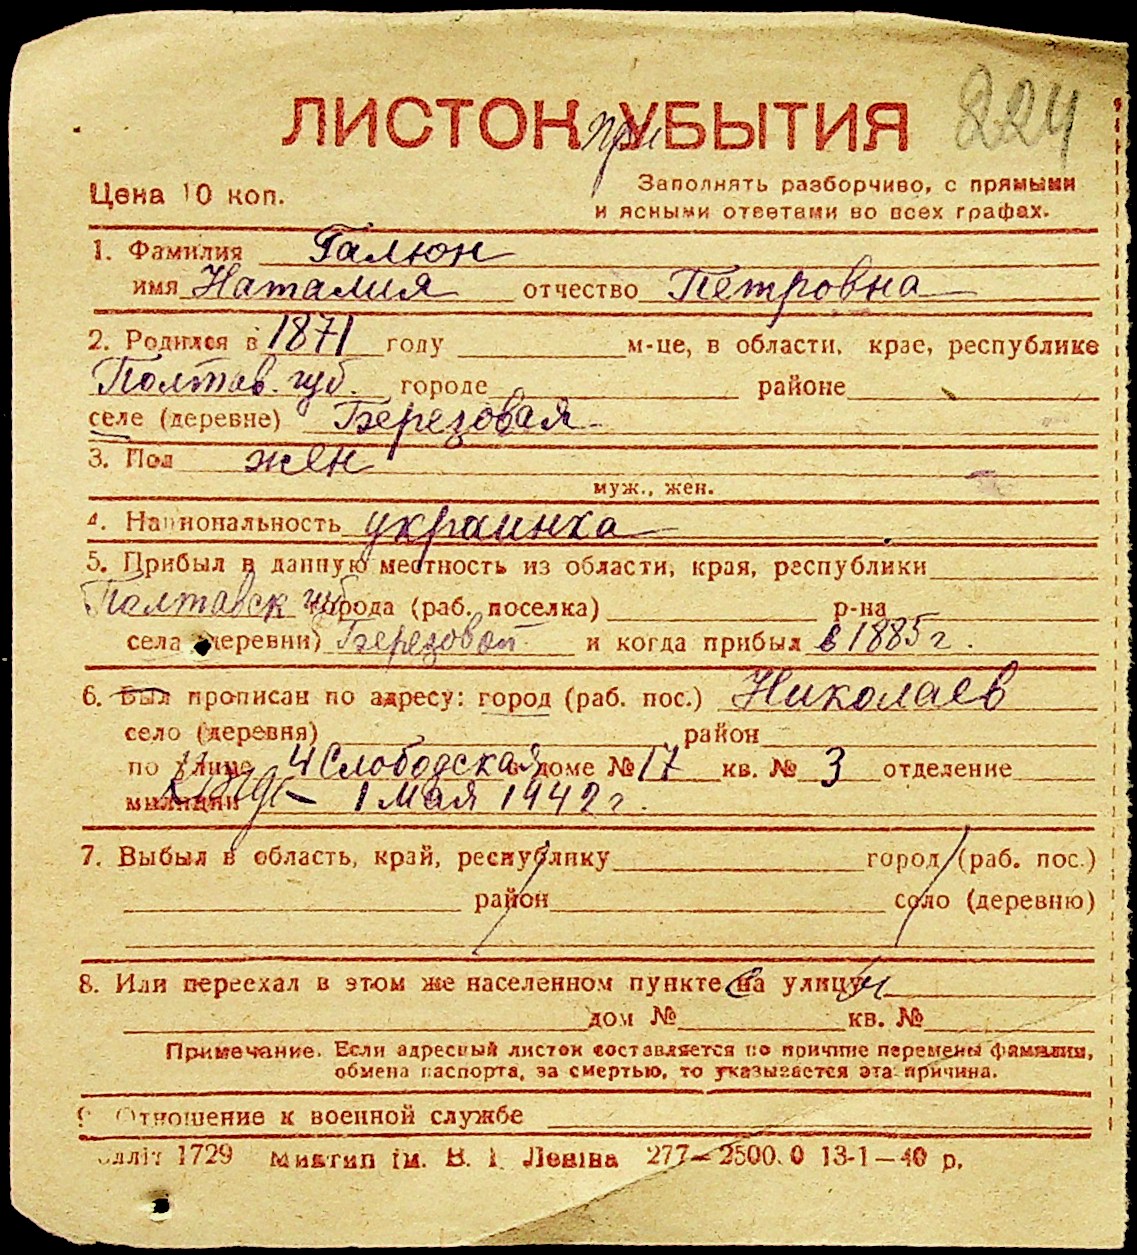 224
ЛИСТОК при УБЫТИЯ
Цена 10 коп.
Заполнять разборчиво, с прямыми
и ясными ответами во всех графах.
1. Фамилия Галюн
имя Наталия отчество Петровна
2. Родился в 1871 году м-це, в области, крае, республике
Полтав. губ. городе районе
селе (деревне) Березовая
3. Пол жен
муж., жен.
4. Национальность украинка
5. Прибыл в данную местность из области, края, республики
Полтавск губ города (раб. поселка) р-на
села (деревни) Березовой и когда прибыл в 1885 г.
6. Был прописан по адресу: город (раб. пос.) Николаев
село (деревня) район
по улице 4 Слободская в доме № 17 кв. № 3 отделение
милиции 1 мая 1942 г.
7. Выбыл в область, край, республику город (раб. пос.)
район село (деревню)
8. Или переехал в этом же населенном пункте на улицу
дом № кв. №
Примечание. Если адресный листок составляется по причине перемены фамилии,
обмена паспорта, за смертью, то указывается эта причина.
9. Отношение к военной службе
1729 Миктип ім. В. І. Леніна 277—2500.0 13-1—40 р.